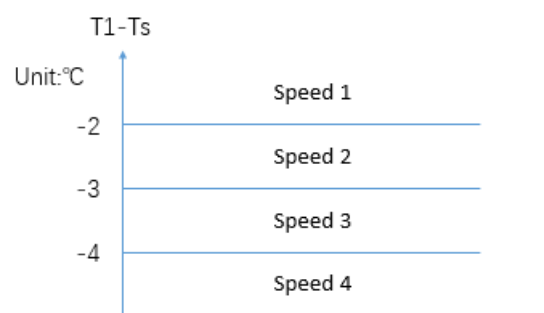 T1-Ts
Unit:℃
Speed 1
-2
Speed 2
-3
Speed 3
-4
Speed 4